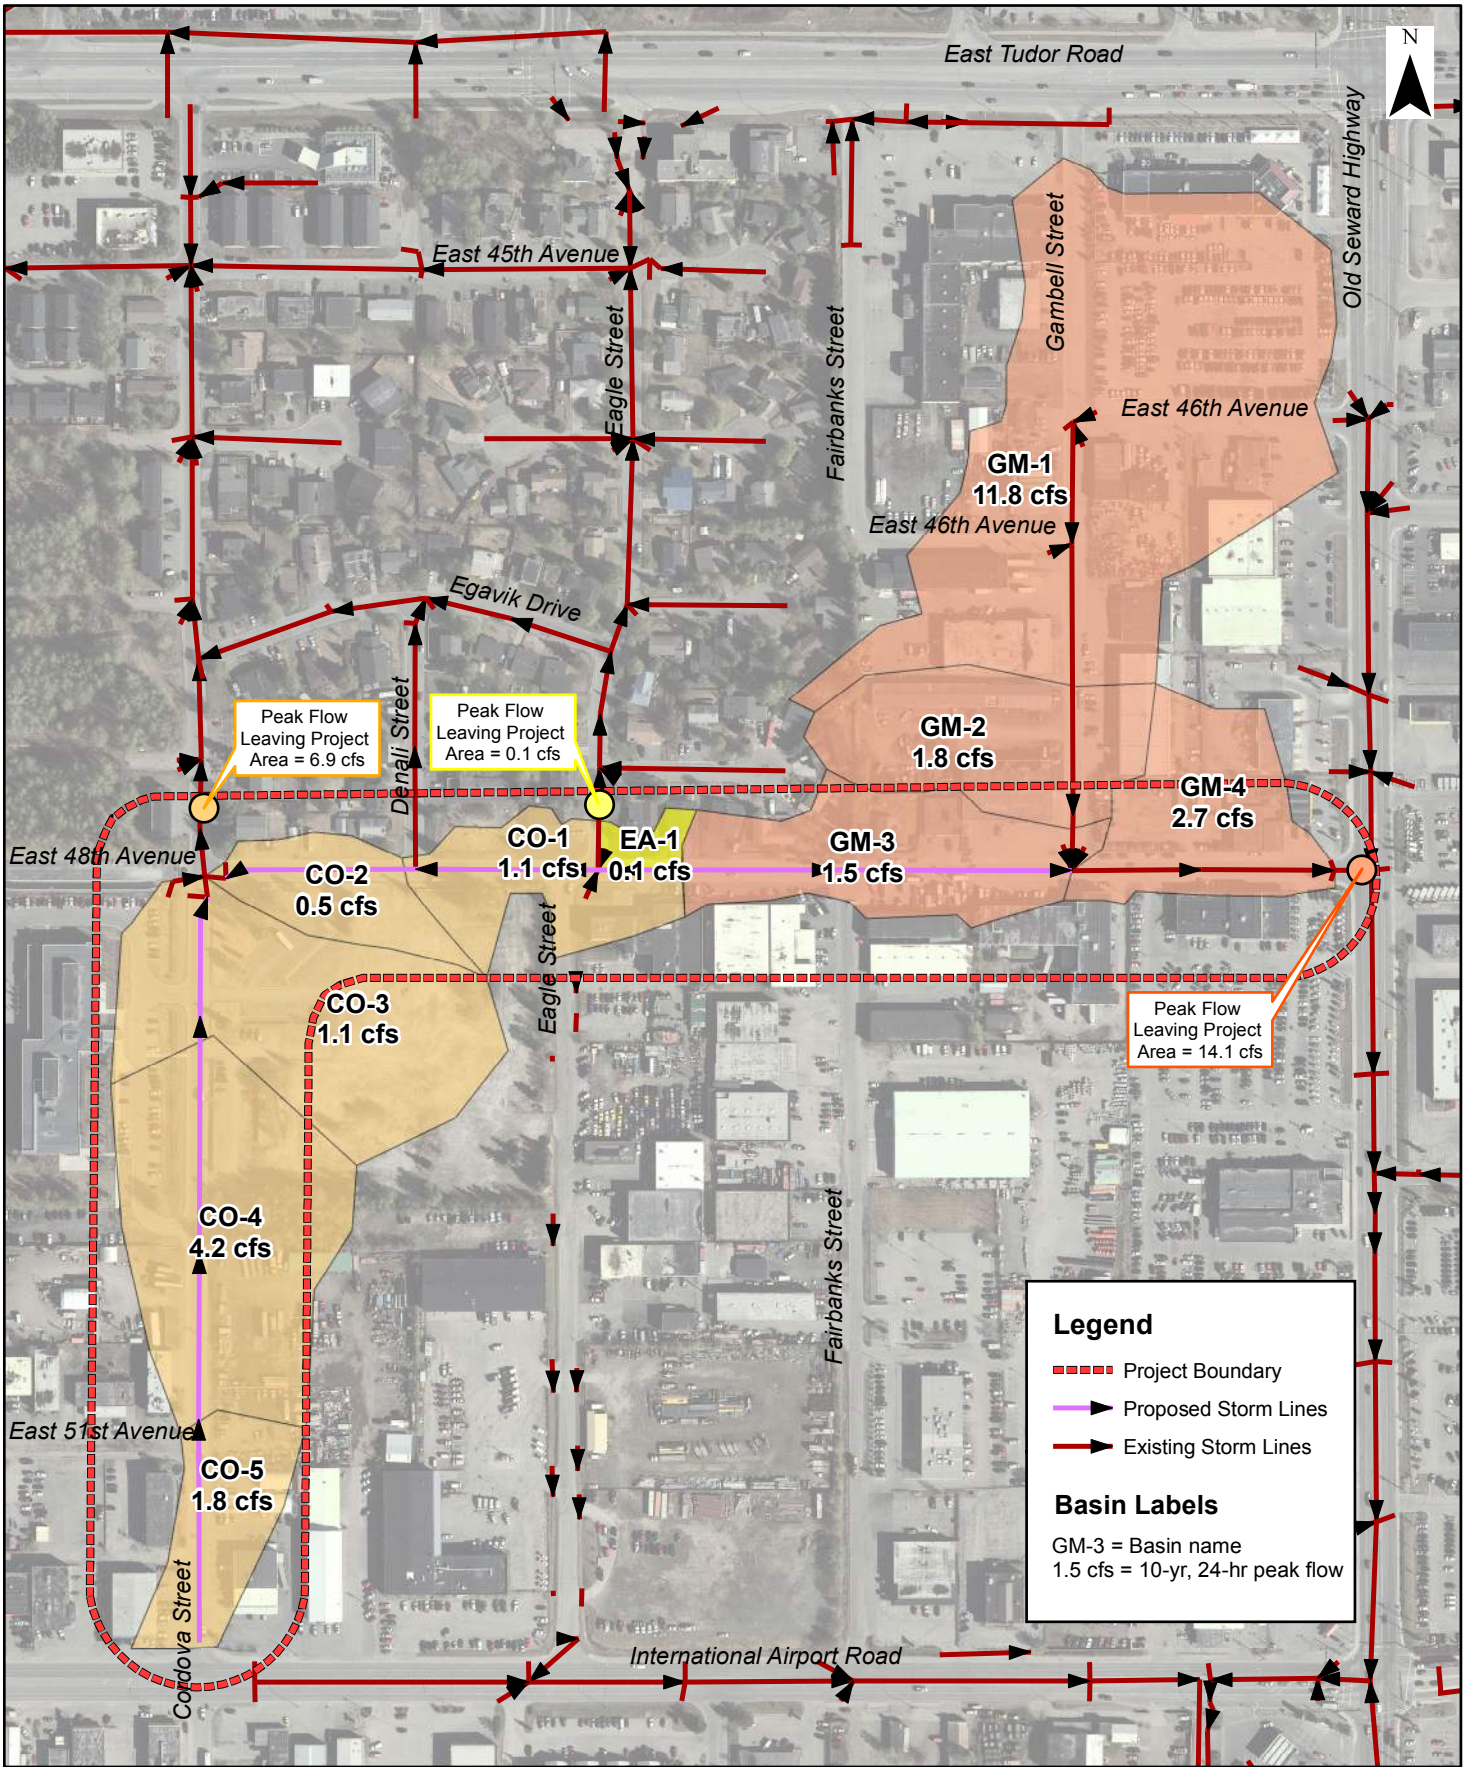 East Tudor Road
N
Old Seward Highway
Gambell Street
East 45th Avenue
Eagle Street
Fairbanks Street
East 46th Avenue
GM-1
11.8 cfs
East 46th Avenue
Egavik Drive
Denali Street
Peak Flow
Leaving Project
Area = 6.9 cfs
Peak Flow
Leaving Project
Area = 0.1 cfs
GM-2
1.8 cfs
GM-4
2.7 cfs
East 48th Avenue
CO-2
0.5 cfs
CO-1
1.1 cfs
EA-1
0.1 cfs
GM-3
1.5 cfs
Eagle Street
CO-3
1.1 cfs
Peak Flow
Leaving Project
Area = 14.1 cfs
CO-4
4.2 cfs
Fairbanks Street
East 51st Avenue
CO-5
1.8 cfs
Cordova Street
International Airport Road
Legend
Project Boundary
Proposed Storm Lines
Existing Storm Lines
Basin Labels
GM-3 = Basin name
1.5 cfs = 10-yr, 24-hr peak flow